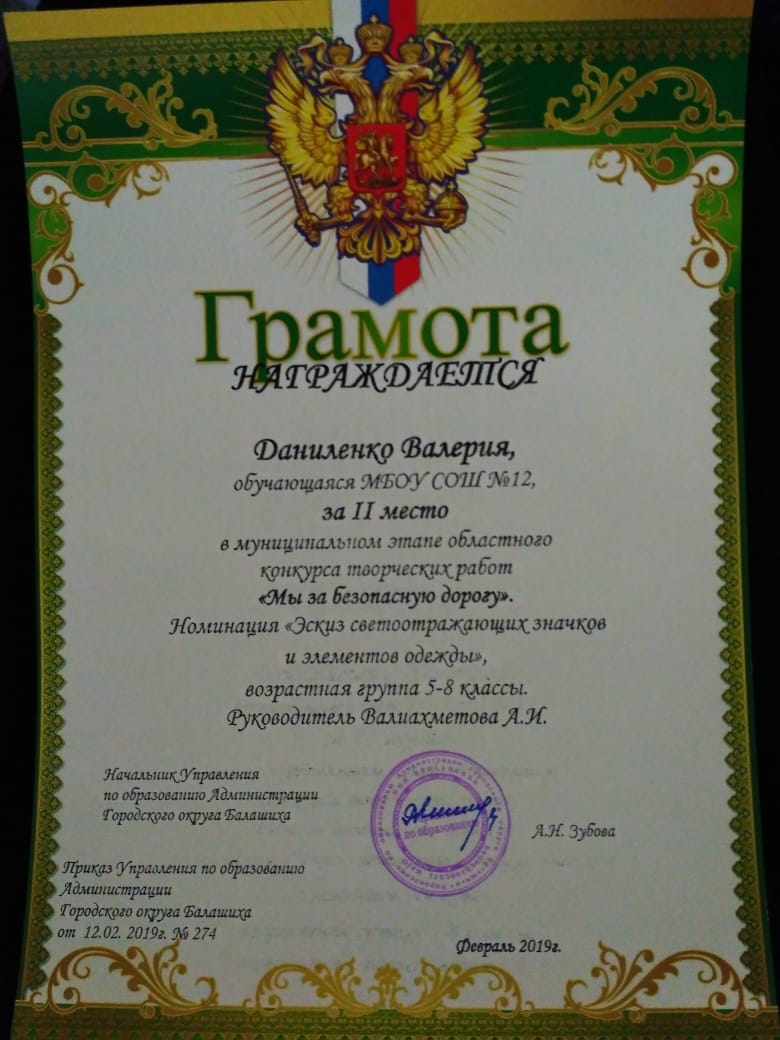 Грамота
НАГРАЖДАЕТСЯ
Даниленко Валерия,
обучающаяся МБОУ СОШ №12,
за II место
в муниципальном этапе областного
конкурса творческих работ
«Мы за безопасную дорогу».
Номинация «Эскиз светоотражающих значков
и элементов одежды»,
возрастная группа 5-8 классы.
Руководитель Валиахметова А.И.
Начальник Управления
по образованию Администрации
Городского округа Балашиха
по образованию
А.Н. Зубова
Приказ Управления по образованию
Администрации
Городского округа Балашиха
от 12.02. 2019г. № 274
Февраль 2019г.